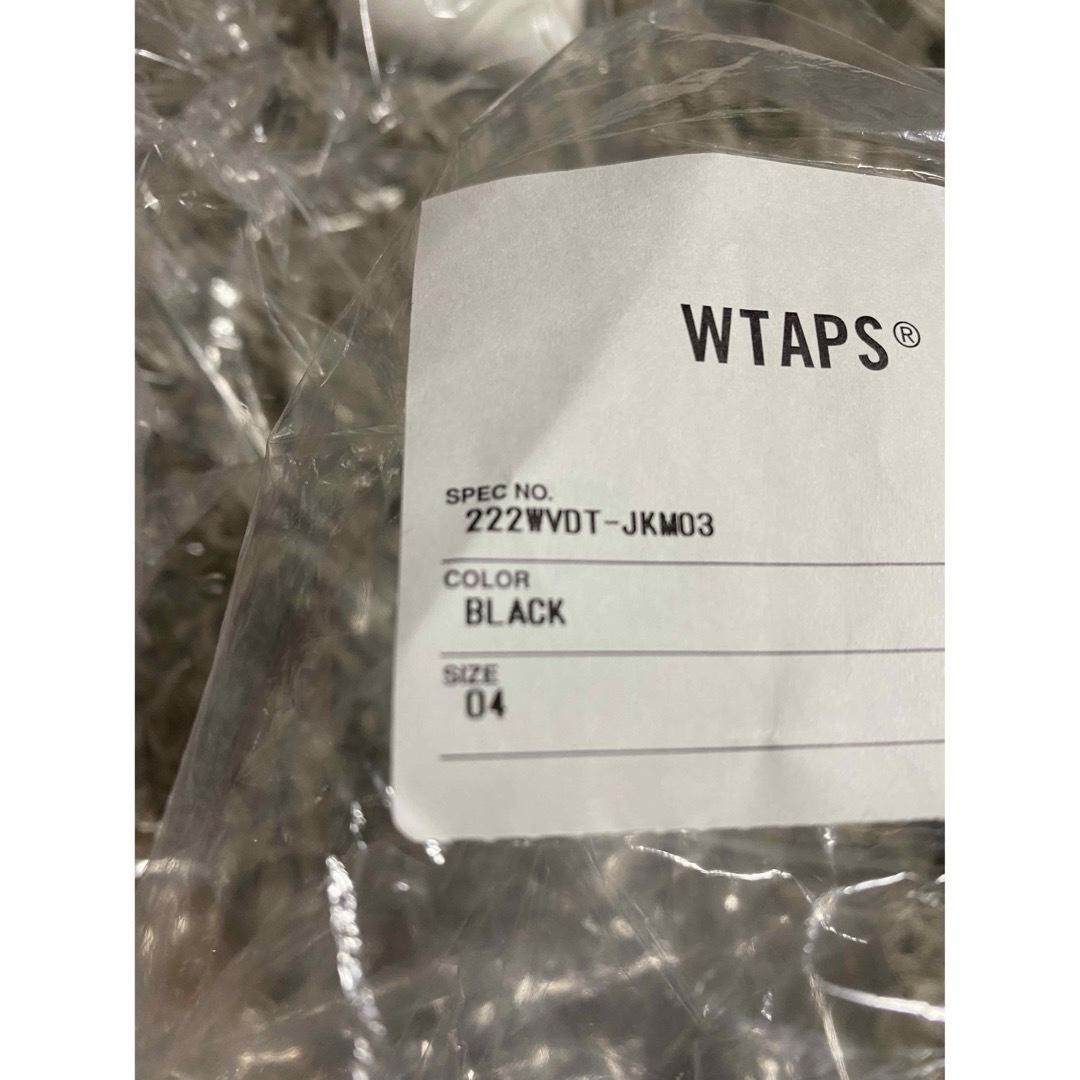 WTAPS®
SPEC NO.
222WVDT-JKM03
COLOR
BLACK
SIZE
04